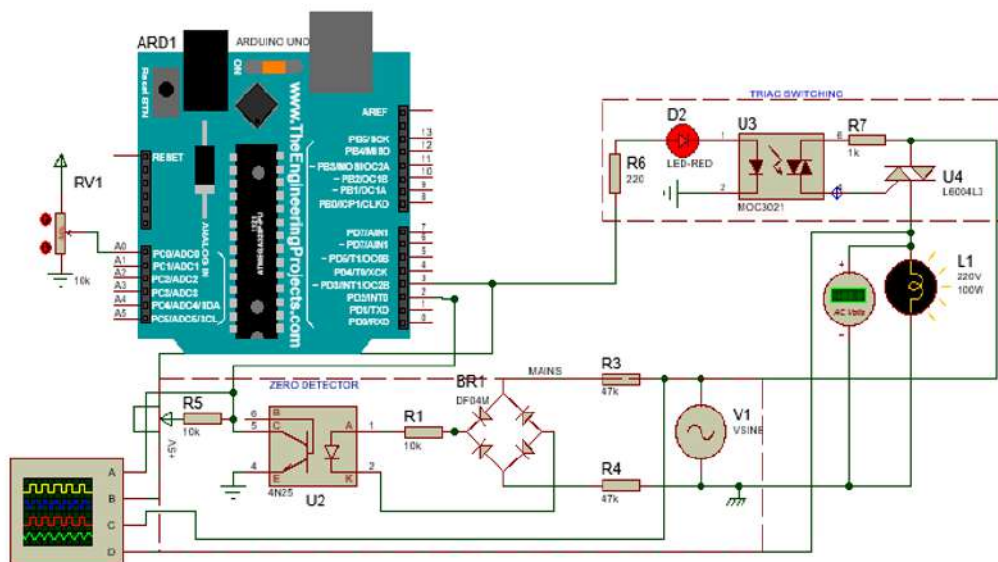 ARD1
ARDUINO UNO
ON
Reset BTN
www.TheEngineeringProjects.com
ANALOG IN
AREF
RESET
13
PB5/SCK
12
PB4/MISO
11
PB3/MOSI/OC2A
10
PB2/OC1B
9
PB1/OC1A
8
PB0/ICP1/CLKO
7
PD7/AIN1
6
5
PD5/T1/OC0B
4
PD4/T0/XCK
3
PD3/INT1/OC2B
2
PD2/INT0
1
PD1/TXD
0
PD0/RXD
A0
PC0/ADC0
A1
PC1/ADC1
A2
PC2/ADC2
A3
PC3/ADC3
A4
PC4/ADC4/SDA
A5
PC5/ADC5/SCL
RV1
10k
TRIAC SWITCHING
D2
LED-RED
R6
220
U3
1
2
6
4
MOC3021
R7
1k
U4
L6004L3
L1
220V
100W
AC Volts
ZERO DETECTOR
MAINS
R5
10k
+5V
6
B
5
C
4
E
A
1
K
2
4N25
U2
R1
10k
BR1
DF04M
R3
47k
R4
47k
V1
VSINE
A
B
C
D